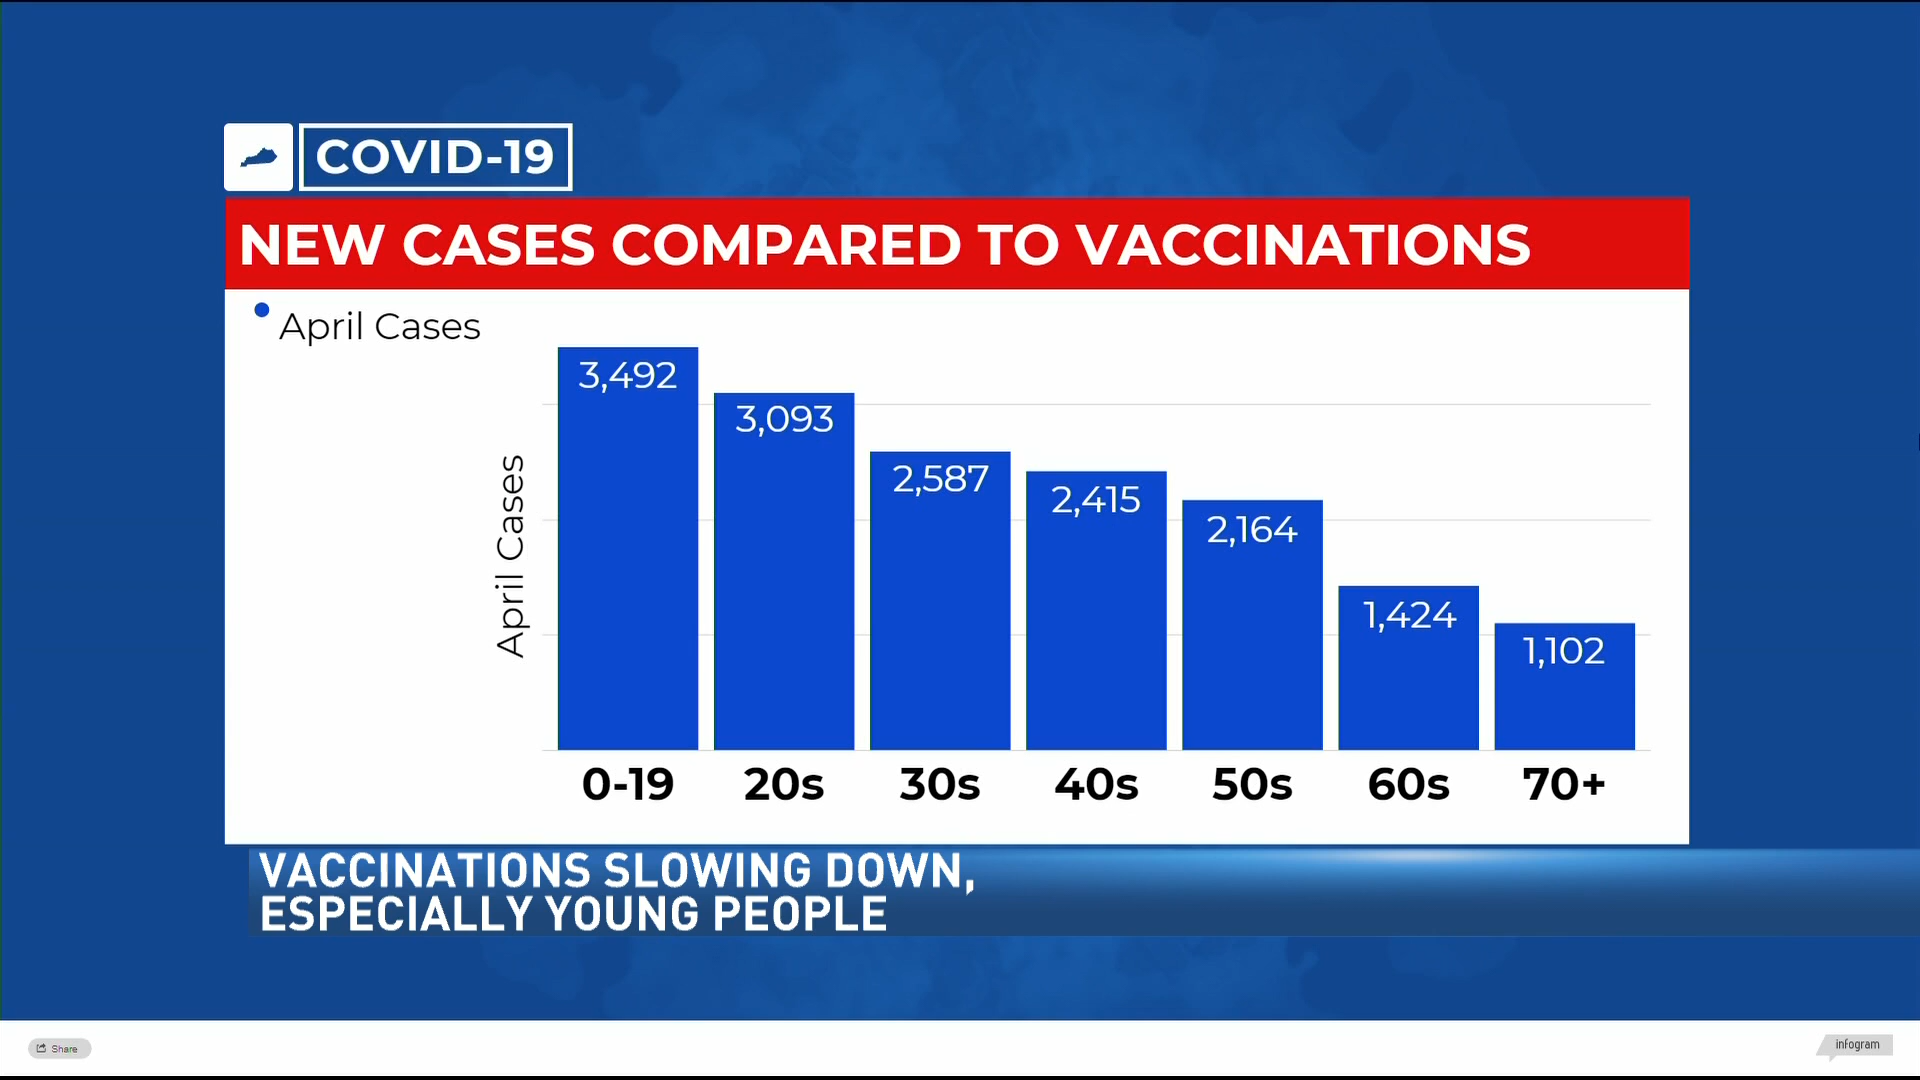 COVID-19
NEW CASES COMPARED TO VACCINATIONS
April Cases
April Cases
3,492
3,093
2,587
2,415
2,164
1,424
1,102
0-19
20s
30s
40s
50s
60s
70+
VACCINATIONS SLOWING DOWN,
ESPECIALLY YOUNG PEOPLE
Share
infogram